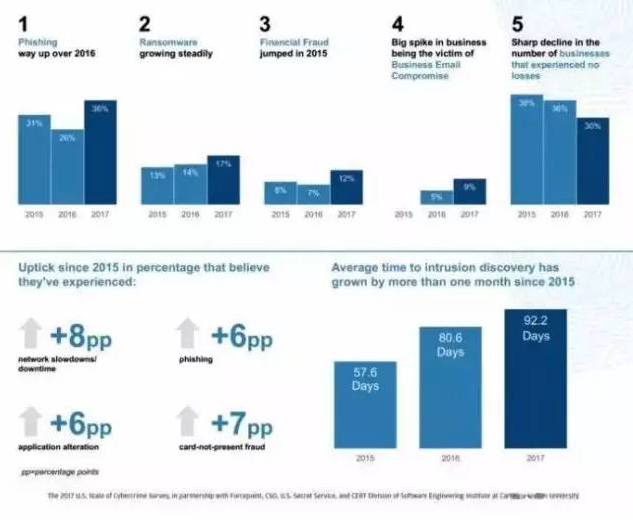 1
Phishing
way up over 2016
31%
26%
36%
2015 2016 2017
2
Ransomware
growing steadily
13%
14%
17%
2015 2016 2017
3
Financial Fraud
jumped in 2015
7%
12%
2015 2016 2017
4
Big spike in business
being the victim of
Business Email
Compromise
5%
9%
2015 2016 2017
5
Sharp decline in the
number of businesses
that experienced no
losses
36%
30%
2015 2016 2017
Uptick since 2015 in percentage that believe
they've experienced:
+8pp
network slowdowns/
downtime
+6pp
phishing
+6pp
application alteration
+7pp
card-not-present fraud
pp=percentage points
Average time to intrusion discovery has
grown by more than one month since 2015
57.6
Days
80.6
Days
92.2
Days
2015 2016 2017
The 2017 U.S. State of Cybercrime Survey, in partnership with Forcepoint, CSO, U.S. Secret Service, and CERT Division of Software Engineering Institute at University